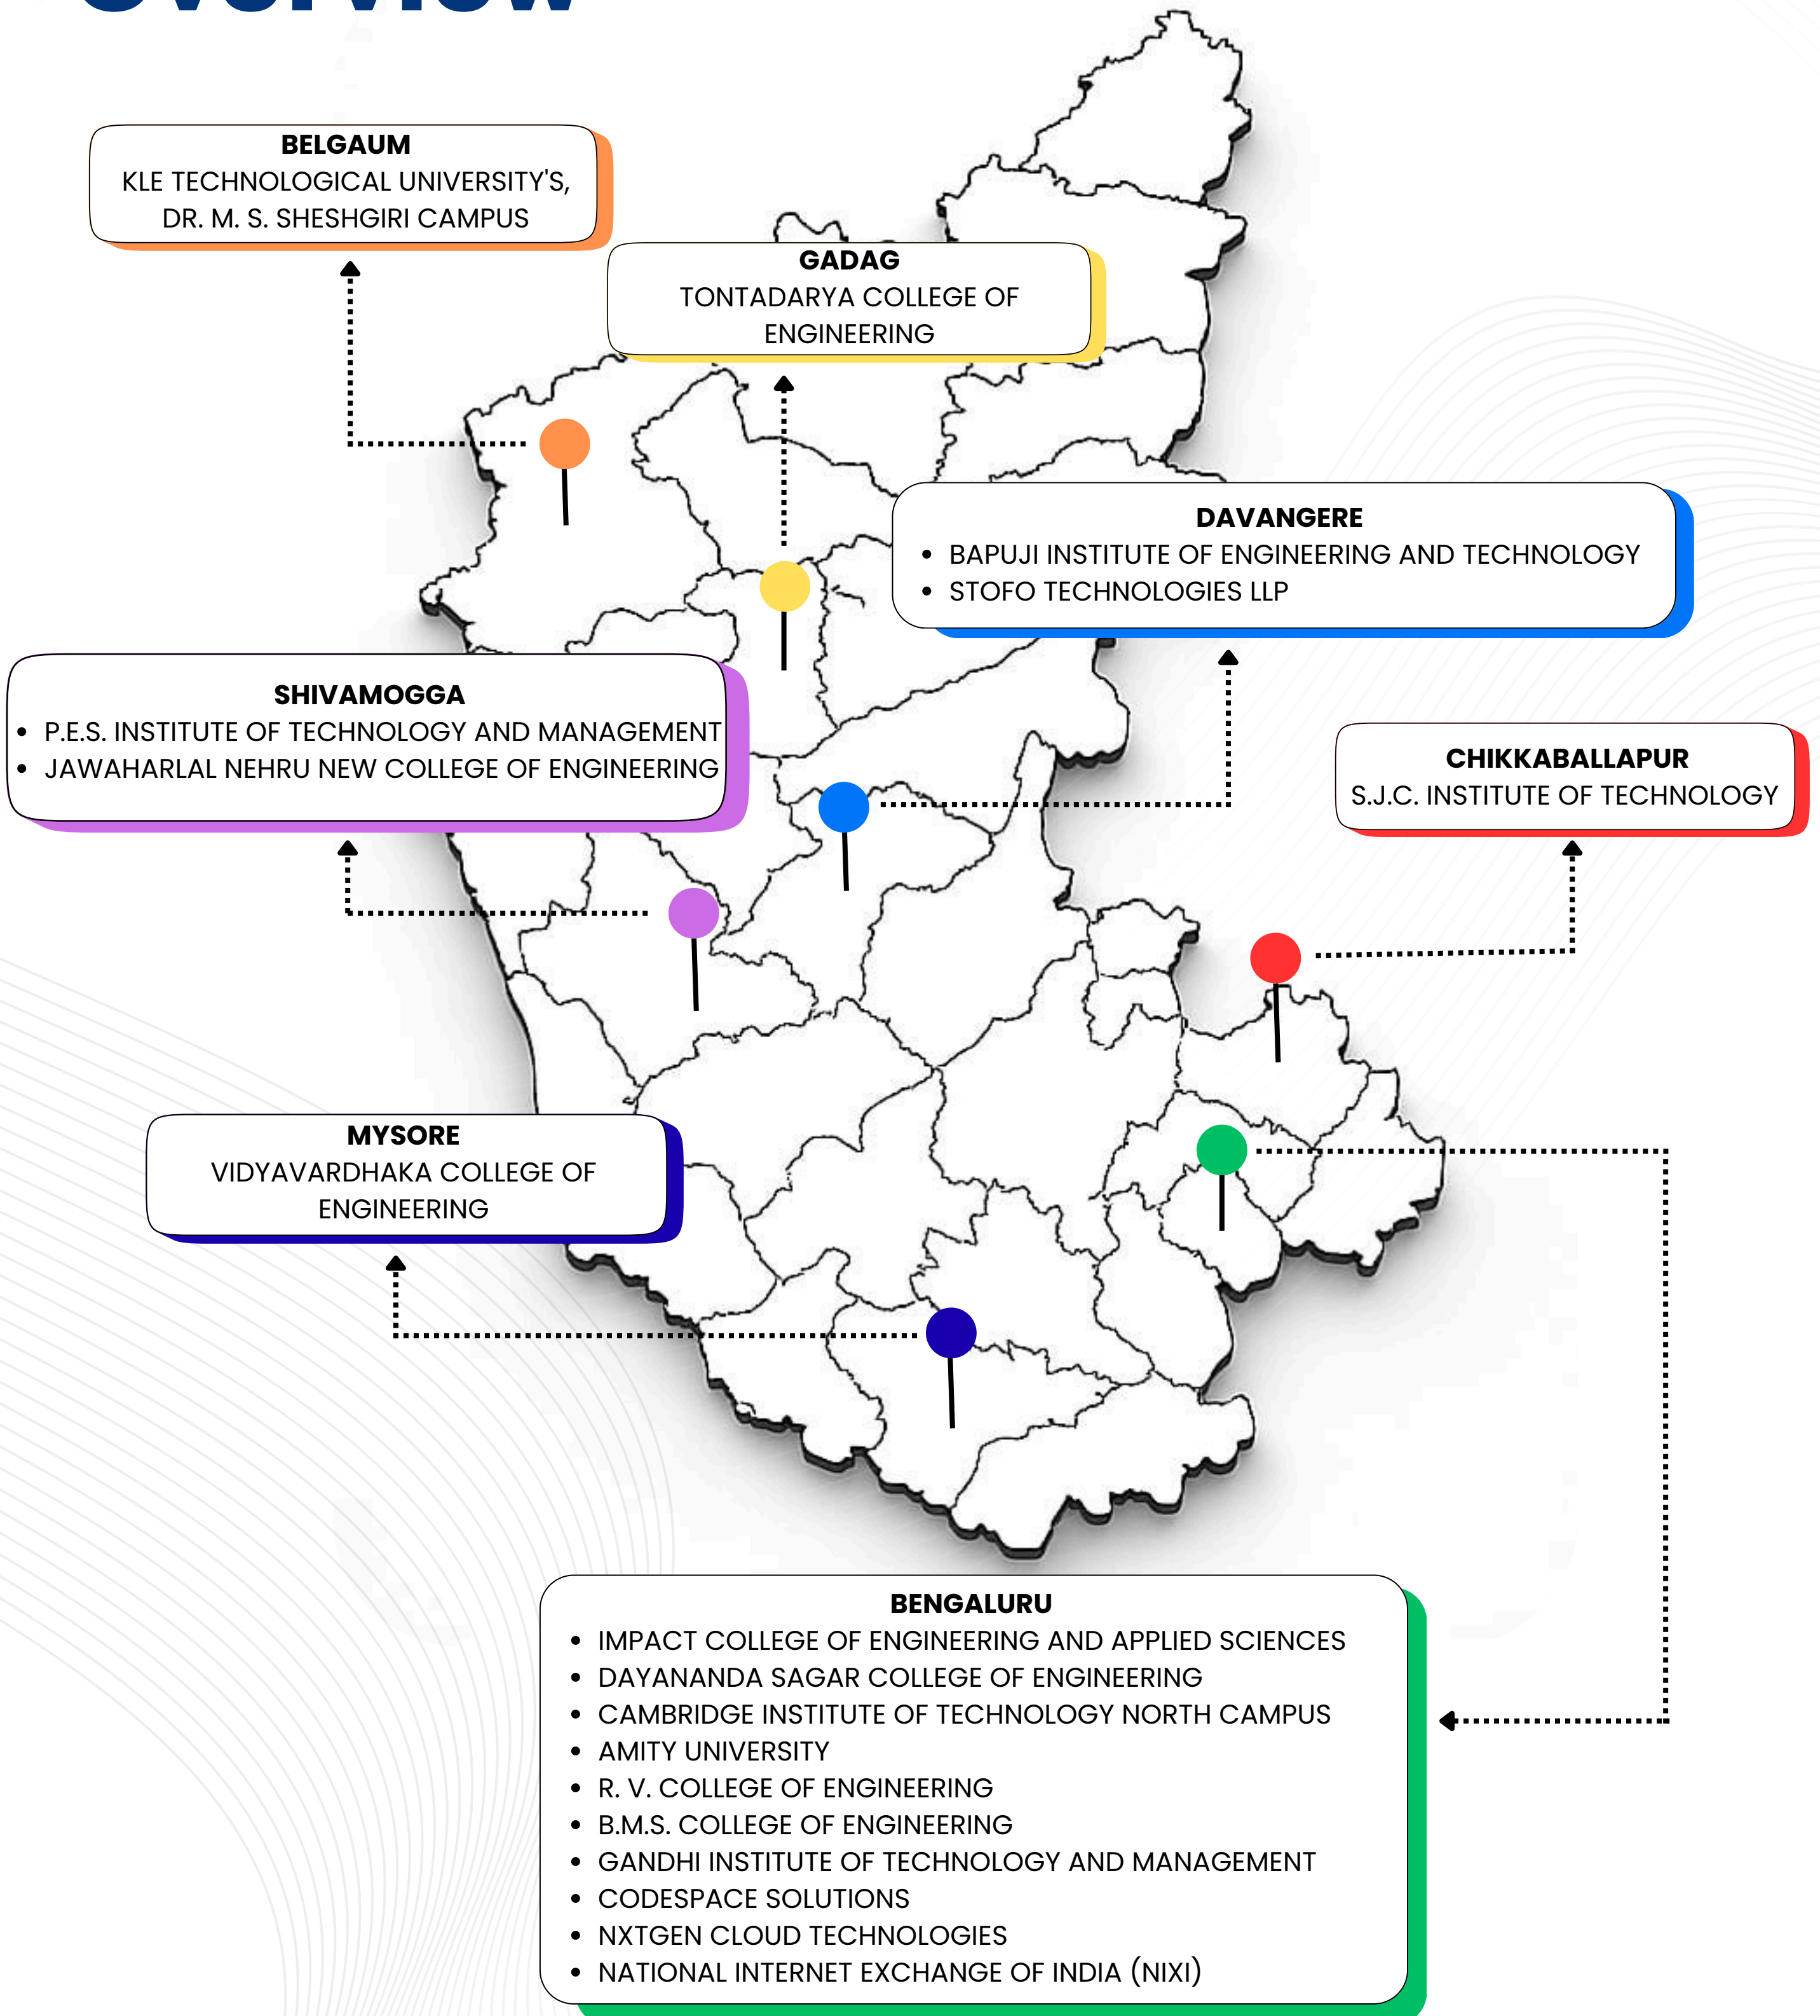 Overview
BELGAUM
KLE TECHNOLOGICAL UNIVERSITY'S,
DR. M. S. SHESHGIRI CAMPUS
GADAG
TONTADARYA COLLEGE OF
ENGINEERING
DAVANGERE
• BAPUJI INSTITUTE OF ENGINEERING AND TECHNOLOGY
• STOFO TECHNOLOGIES LLP
SHIVAMOGGA
• P.E.S. INSTITUTE OF TECHNOLOGY AND MANAGEMENT
• JAWAHARLAL NEHRU NEW COLLEGE OF ENGINEERING
CHIKKABALLAPUR
S.J.C. INSTITUTE OF TECHNOLOGY
MYSORE
VIDYAVARDHAKA COLLEGE OF
ENGINEERING
BENGALURU
• IMPACT COLLEGE OF ENGINEERING AND APPLIED SCIENCES
• DAYANANDA SAGAR COLLEGE OF ENGINEERING
• CAMBRIDGE INSTITUTE OF TECHNOLOGY NORTH CAMPUS
• AMITY UNIVERSITY
• R. V. COLLEGE OF ENGINEERING
• B.M.S. COLLEGE OF ENGINEERING
• GANDHI INSTITUTE OF TECHNOLOGY AND MANAGEMENT
• CODESPACE SOLUTIONS
• NXTGEN CLOUD TECHNOLOGIES
• NATIONAL INTERNET EXCHANGE OF INDIA (NIXI)